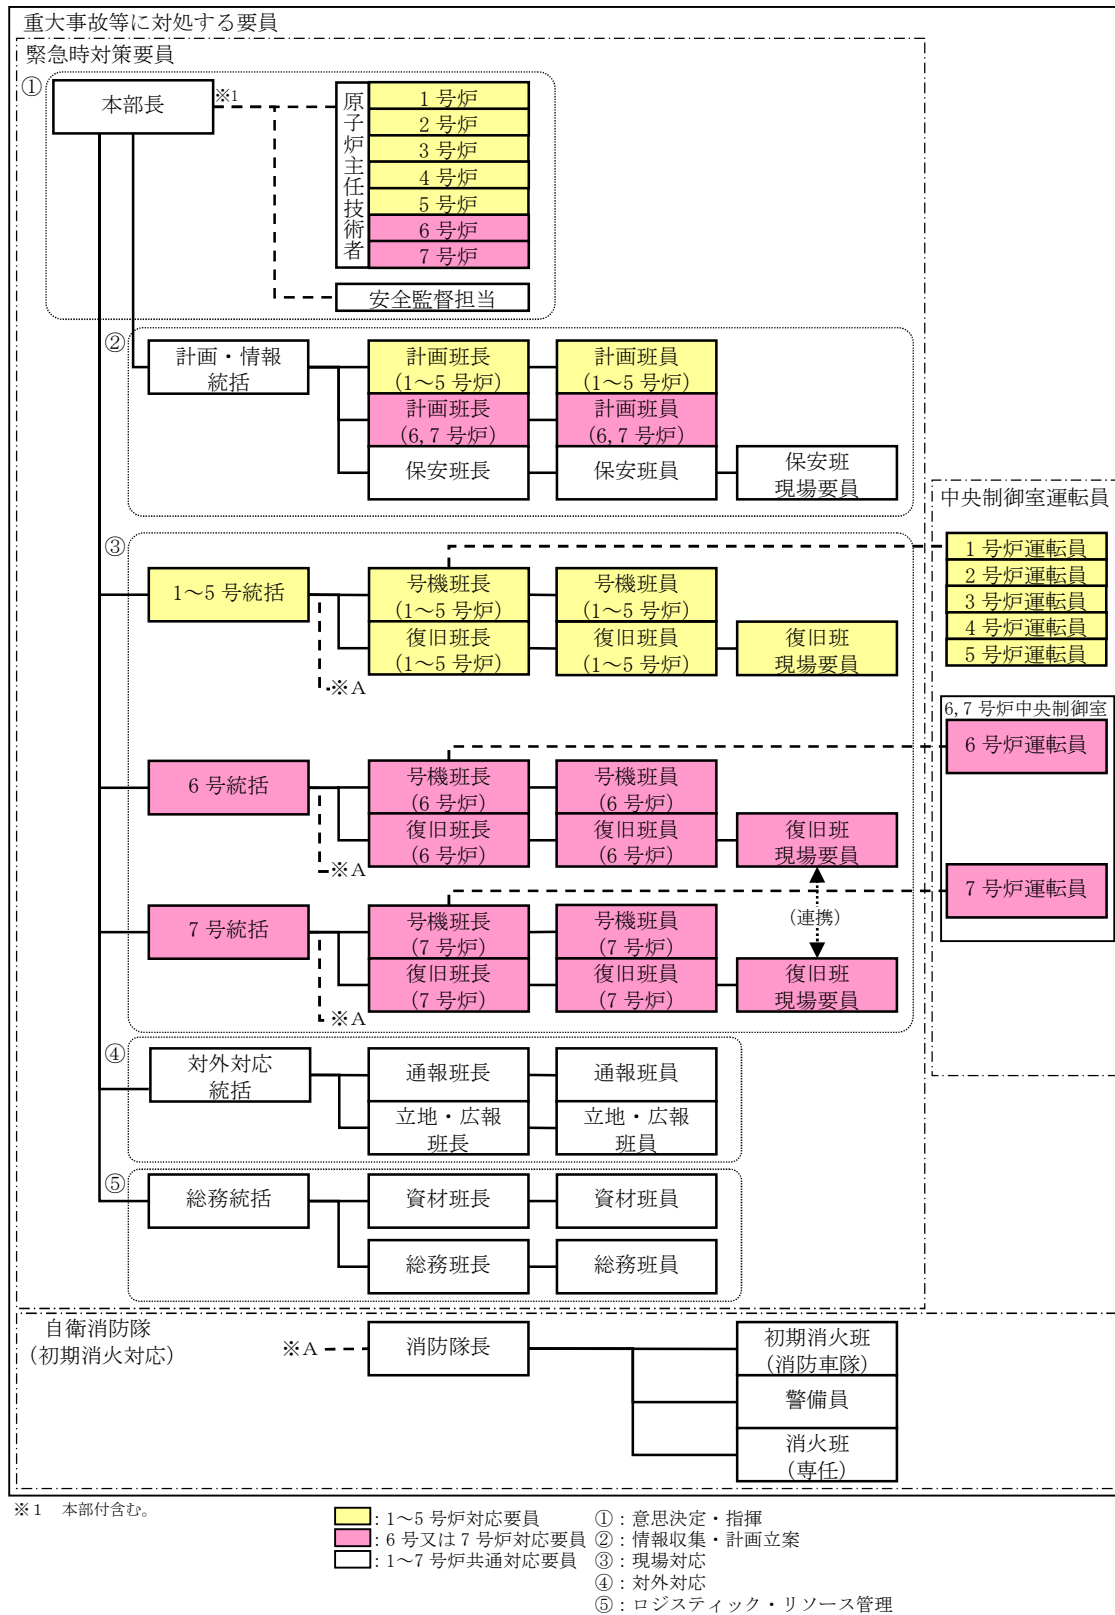 重大事故等に対処する要員
緊急時対策要員
①
本部長
※1
原子炉主任技術者
1 号炉
2 号炉
3 号炉
4 号炉
5 号炉
6 号炉
7 号炉
安全監督担当
②
計画・情報
統括
計画班長
(1～5 号炉)
計画班員
(1～5 号炉)
計画班長
(6,7 号炉)
計画班員
(6,7 号炉)
保安班長
保安班員
保安班
現場要員
中央制御室運転員
③
1～5 号統括
号機班長
(1～5 号炉)
号機班員
(1～5 号炉)
復旧班長
(1～5 号炉)
復旧班員
(1～5 号炉)
復旧班
現場要員
※A
1 号炉運転員
2 号炉運転員
3 号炉運転員
4 号炉運転員
5 号炉運転員
6,7 号炉中央制御室
6 号炉運転員
6 号統括
号機班長
(6 号炉)
号機班員
(6 号炉)
復旧班長
(6 号炉)
復旧班員
(6 号炉)
復旧班
現場要員
※A
7 号炉運転員
(連携)
7 号統括
号機班長
(7 号炉)
号機班員
(7 号炉)
復旧班長
(7 号炉)
復旧班員
(7 号炉)
復旧班
現場要員
※A
④
対外対応
統括
通報班長
通報班員
立地・広報
班長
立地・広報
班員
⑤
総務統括
資材班長
資材班員
総務班長
総務班員
自衛消防隊
(初期消火対応)
※A
消防隊長
初期消火班
(消防車隊)
警備員
消火班
(専任)
※1 本部付含む。
：1～5 号炉対応要員
：6 号又は 7 号炉対応要員
：1～7 号炉共通対応要員
①：意思決定・指揮
②：情報収集・計画立案
③：現場対応
④：対外対応
⑤：ロジスティック・リソース管理